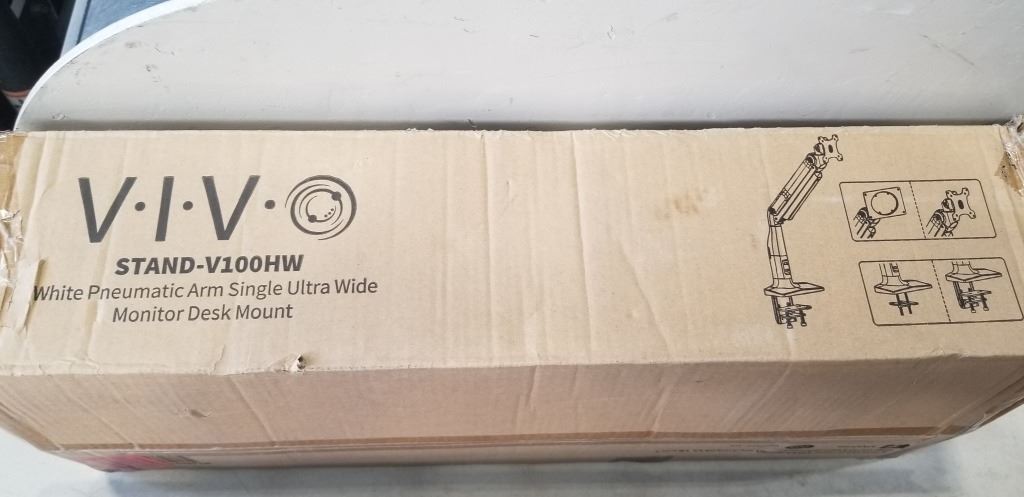 V·I·V·O
STAND-V100HW
White Pneumatic Arm Single Ultra Wide
Monitor Desk Mount